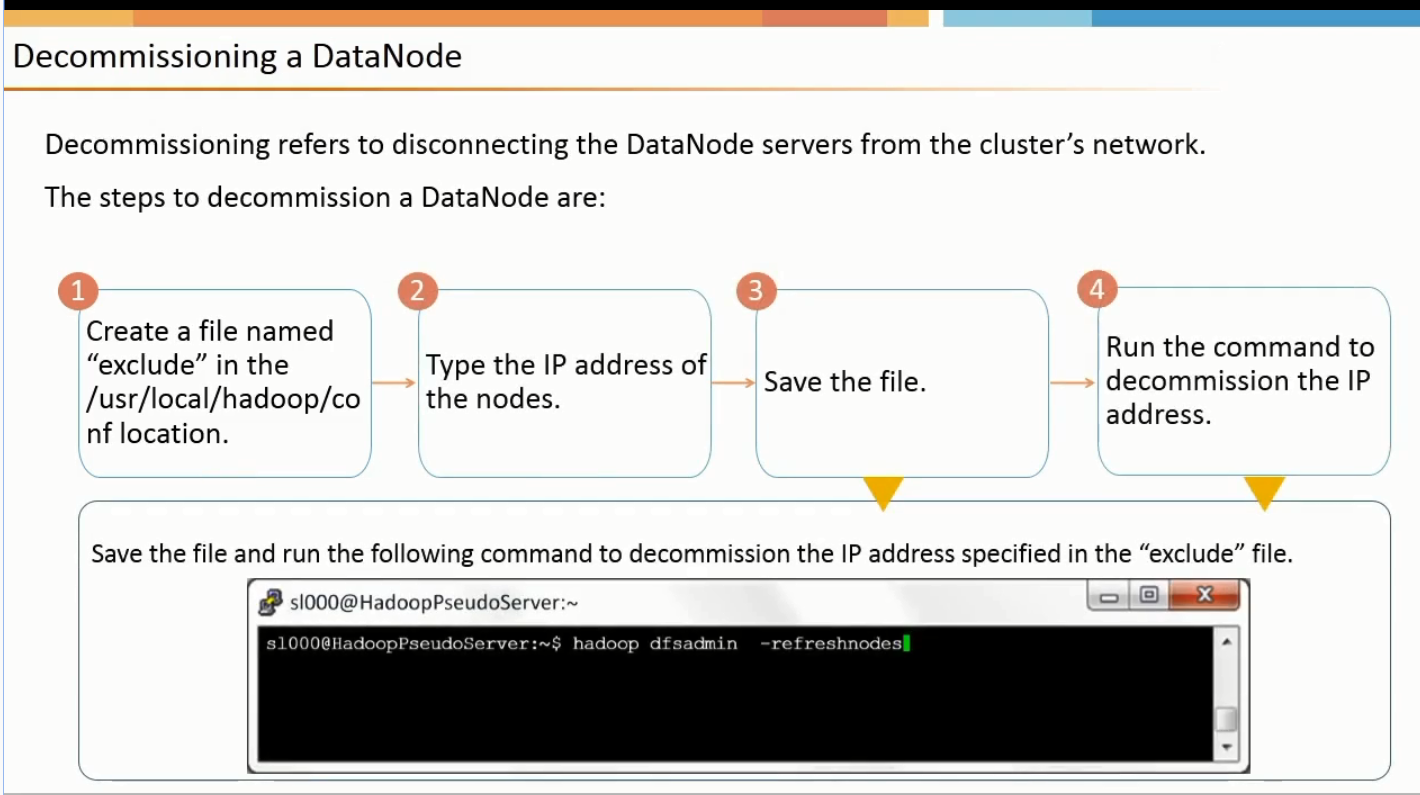 Decommissioning a DataNode
Decommissioning refers to disconnecting the DataNode servers from the cluster’s network.
The steps to decommission a DataNode are:
1
Create a file named
“exclude” in the
/usr/local/hadoop/co
nf location.
2
Type the IP address of
the nodes.
3
Save the file.
4
Run the command to
decommission the IP
address.
Save the file and run the following command to decommission the IP address specified in the “exclude” file.
sl000@HadoopPseudoServer:~
sl000@HadoopPseudoServer:~$ hadoop dfsadmin  -refreshnodes